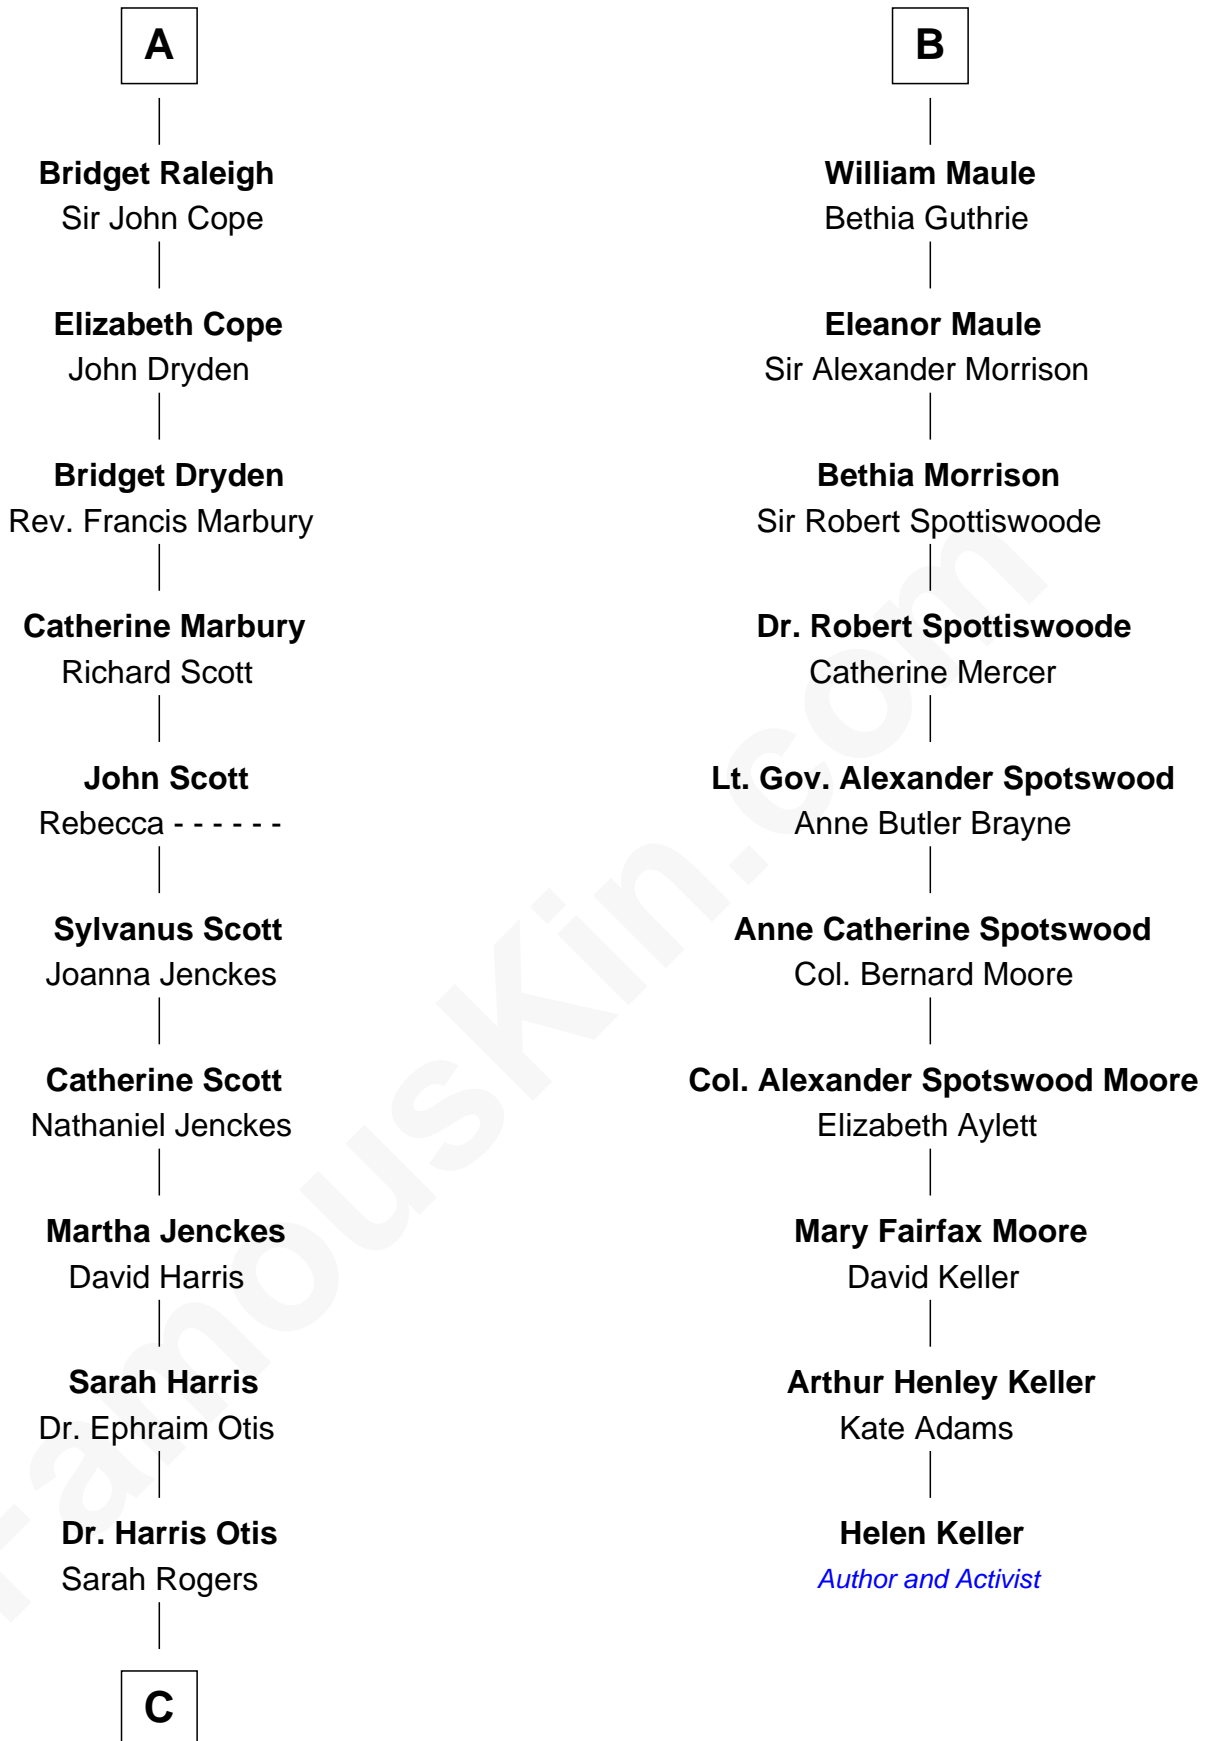 A
Bridget Raleigh
Sir John Cope
Elizabeth Cope
John Dryden
Bridget Dryden
Rev. Francis Marbury
Catherine Marbury
Richard Scott
John Scott
Rebecca - - - - - -
Sylvanus Scott
Joanna Jenckes
Catherine Scott
Nathaniel Jenckes
Martha Jenckes
David Harris
Sarah Harris
Dr. Ephraim Otis
Dr. Harris Otis
Sarah Rogers
C
B
William Maule
Bethia Guthrie
Eleanor Maule
Sir Alexander Morrison
Bethia Morrison
Sir Robert Spottiswoode
Dr. Robert Spottiswoode
Catherine Mercer
Lt. Gov. Alexander Spotswood
Anne Butler Brayne
Anne Catherine Spotswood
Col. Bernard Moore
Col. Alexander Spotswood Moore
Elizabeth Aylett
Mary Fairfax Moore
David Keller
Arthur Henley Keller
Kate Adams
Helen Keller
Author and Activist
FamousKin.com